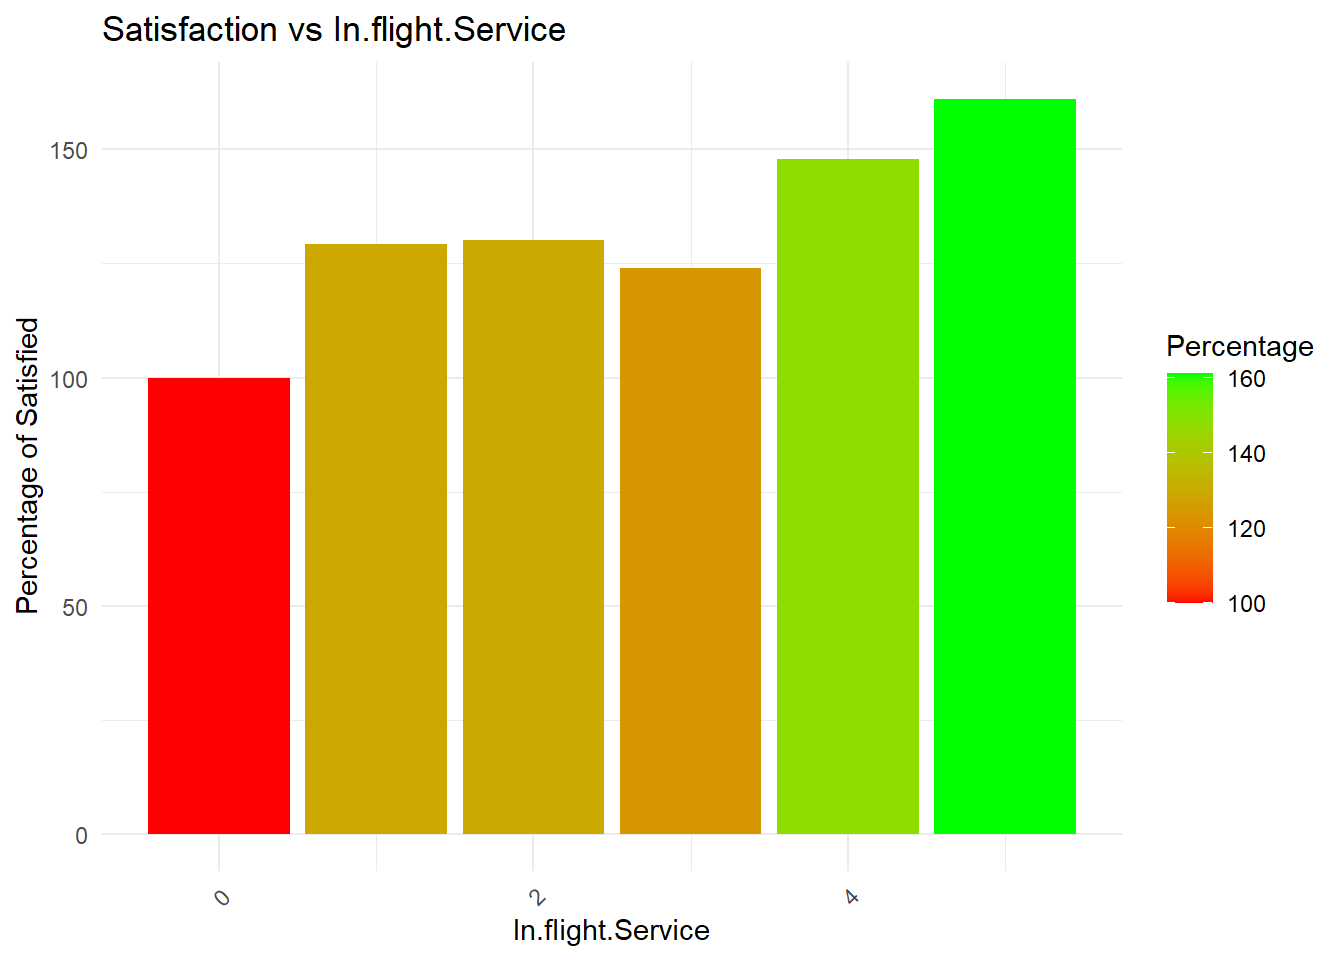 Satisfaction vs In.flight.Service
Percentage of Satisfied
150
100
50
0
0
2
4
In.flight.Service
Percentage
160
140
120
100